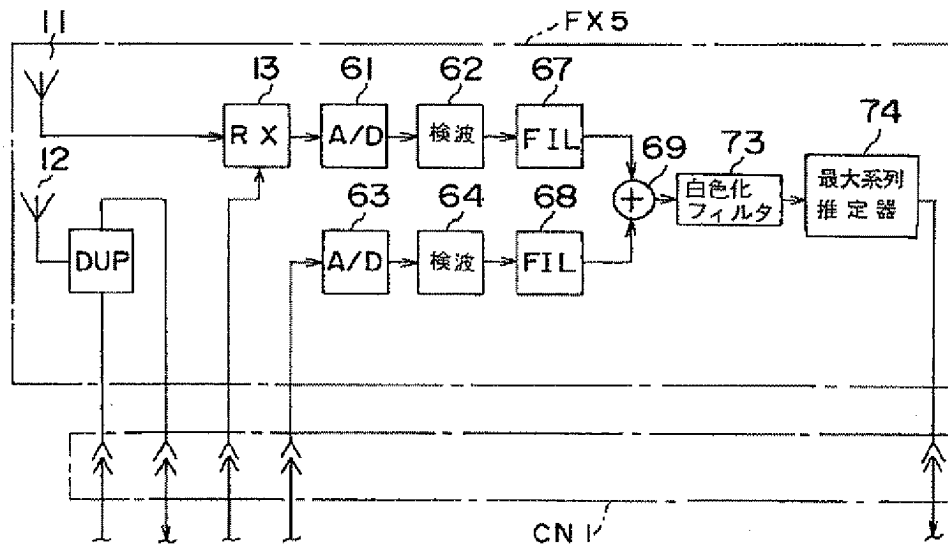 11
FX5
13
61
62
67
RX
A/D
検波
FIL
69
73
74
12
63
64
68
+
白色化
フィルタ
最大系列
推定器
DUP
A/D
検波
FIL
CN1